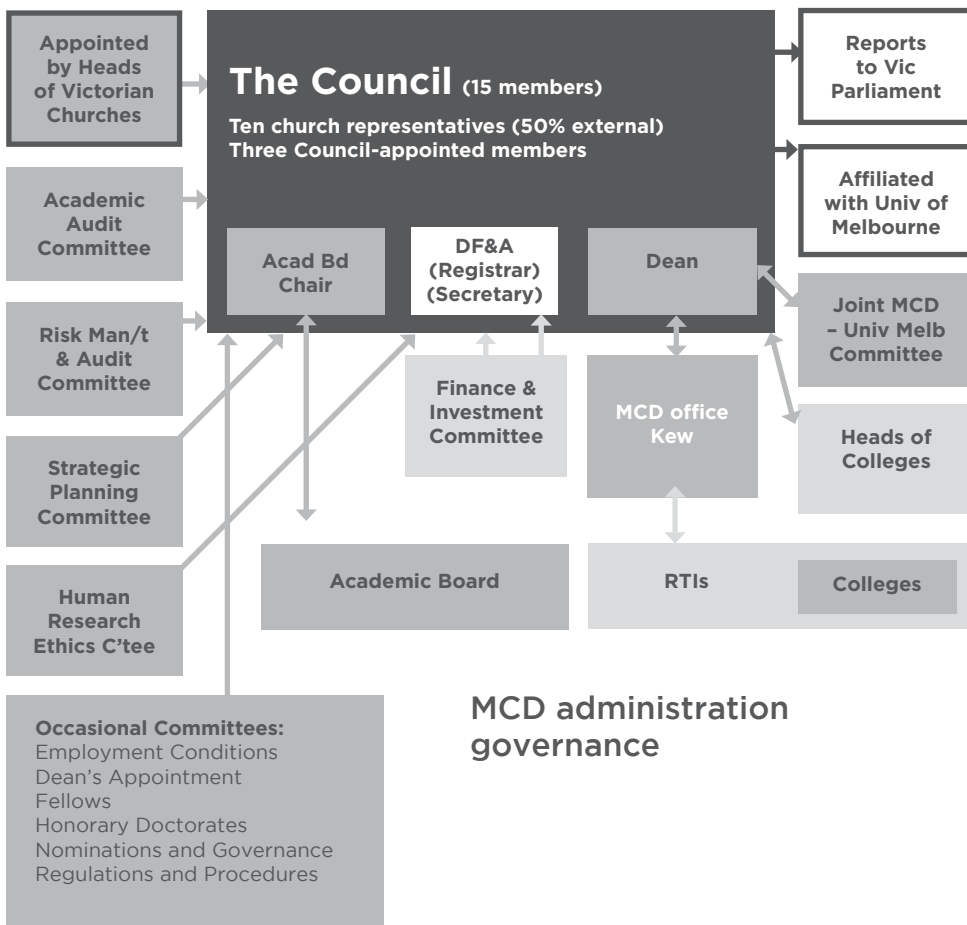 Appointed
by Heads
of Victorian
Churches
The Council (15 members)
Ten church representatives (50% external)
Three Council-appointed members
Reports
to Vic
Parliament
Affiliated
with Univ of
Melbourne
Academic
Audit
Committee
Acad Bd
Chair
DF&A
(Registrar)
(Secretary)
Dean
Joint MCD
– Univ Melb
Committee
Risk Man/t
& Audit
Committee
Finance &
Investment
Committee
MCD office
Kew
Heads of
Colleges
Strategic
Planning
Committee
Academic Board
RTIs
Colleges
Human
Research
Ethics C’tee
MCD administration
governance
Occasional Committees:
Employment Conditions
Dean’s Appointment
Fellows
Honorary Doctorates
Nominations and Governance
Regulations and Procedures